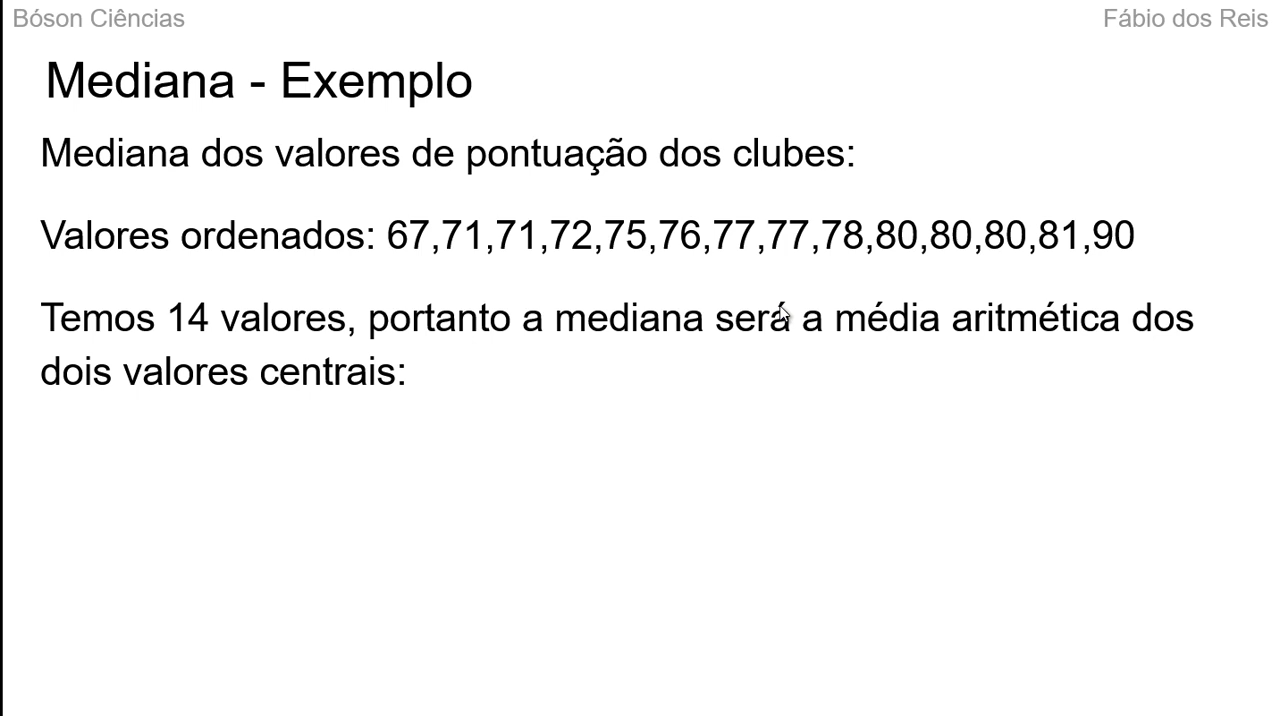 Bóson Ciências
Fábio dos Reis
Mediana - Exemplo
Mediana dos valores de pontuação dos clubes:
Valores ordenados: 67,71,71,72,75,76,77,77,78,80,80,80,81,90
Temos 14 valores, portanto a mediana será a média aritmética dos
dois valores centrais: